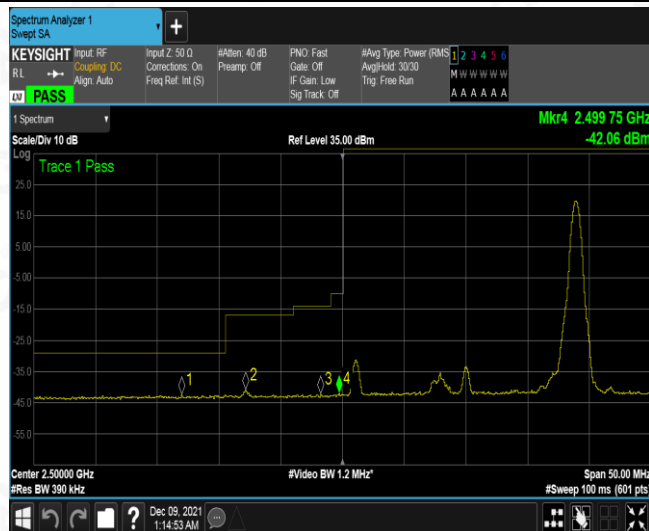 Spectrum Analyzer 1
Swept SA
+
KEYSIGHT
RL
LXI PASS
Input: RF
Coupling: DC
Align: Auto
Input Z: 50 Ω
Corrections: On
Freq Ref: Int (S)
#Atten: 40 dB
Preamp: Off
PNO: Fast
Gate: Off
IF Gain: Low
Sig Track: Off
#Avg Type: Power (RMS
Avg|Hold: 30/30
Trig: Free Run
1 2 3 4 5 6
M W W W W W
A A A A A A
1 Spectrum
Mkr4 2.499 75 GHz
Scale/Div 10 dB
Ref Level 35.00 dBm
-42.06 dBm
Log
Trace 1 Pass
25.0
15.0
5.00
-5.00
-15.0
-25.0
-35.0
1
2
3
4
-45.0
-55.0
Center 2.50000 GHz
#Video BW 1.2 MHz*
Span 50.00 MHz
#Res BW 390 kHz
#Sweep 100 ms (601 pts)
?
Dec 09, 2021
1:14:53 AM